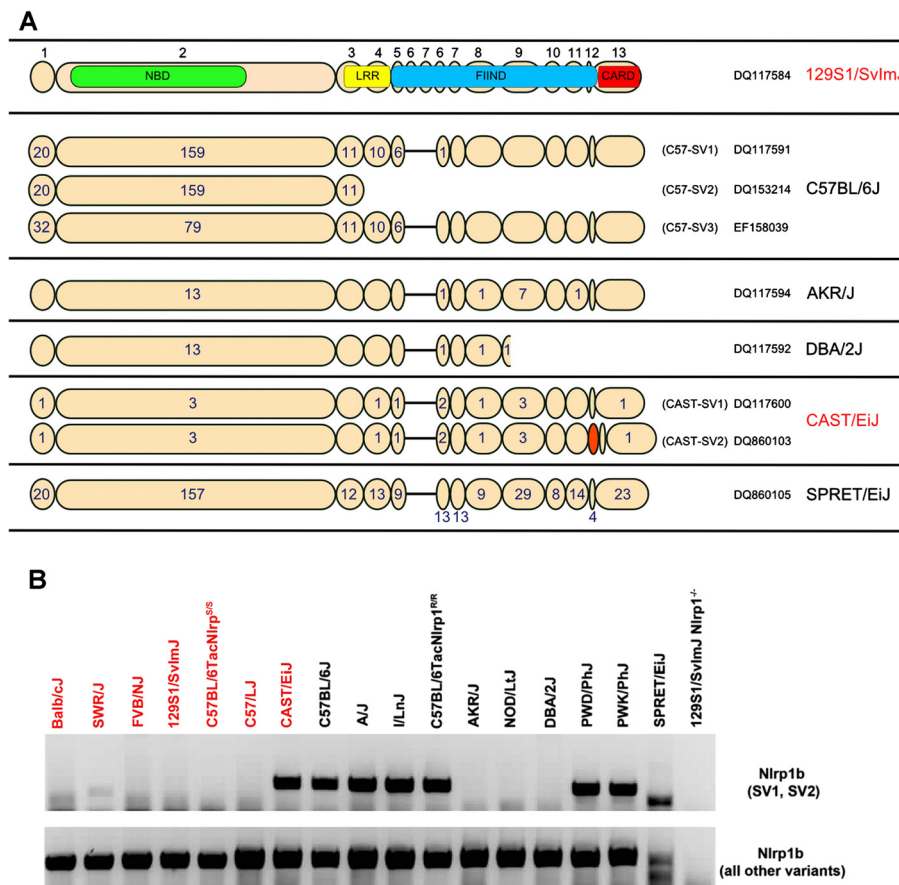 A
1 2 3 4 5 6 7 6 7 8 9 10 11 12 13
NBD LRR FIIND CARD DQ117584 129S1/SvImJ
20 159 11 10 6 1 (C57-SV1) DQ117591
20 159 11 (C57-SV2) DQ153214 C57BL/6J
32 79 11 10 6 (C57-SV3) EF158039
13 1 1 7 1 DQ117594 AKR/J
13 1 1 1 DQ117592 DBA/2J
1 3 1 1 2 1 3 1 (CAST-SV1) DQ117600
CAST/EiJ
1 3 1 1 2 1 3 1 (CAST-SV2) DQ860103
20 157 12 13 9 9 29 8 14 23 DQ860105 SPRET/EiJ
13 13 4
B
Balb/cJ
SWR/J
FVB/NJ
129S1/SvImJ
C57BL/6TacNlrp^S/S
C57/LJ
CAST/EiJ
C57BL/6J
A/J
I/LnJ
C57BL/6TacNlrp1^R/R
AKR/J
NOD/LtJ
DBA/2J
PWD/PhJ
PWK/PhJ
SPRET/EiJ
129S1/SvImJ Nlrp1^-/-
Nlrp1b
(SV1, SV2)
Nlrp1b
(all other variants)